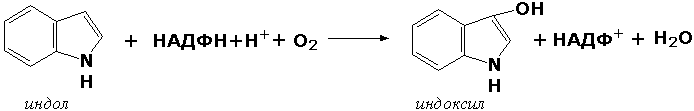 OH
N
H
+ НАДФН+H⁺+ O₂
N
H
+ НАДФ⁺ + H₂O
индол
индоксил